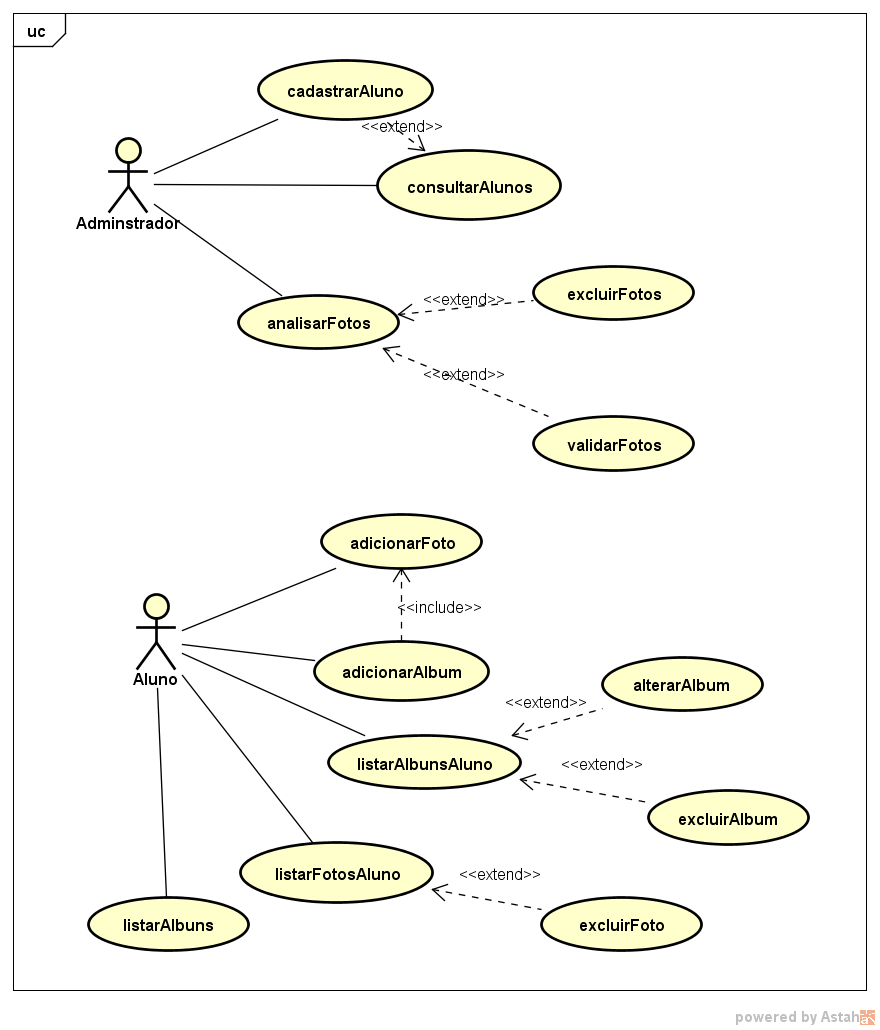 uc
cadastrarAluno
<<extend>>
consultarAlunos
Adminstrador
excluirFotos
<<extend>>
analisarFotos
<<extend>>
validarFotos
adicionarFoto
<<include>>
Aluno
adicionarAlbum
alterarAlbum
<<extend>>
listarAlbunsAluno
<<extend>>
excluirAlbum
listarFotosAluno
<<extend>>
listarAlbuns
excluirFoto
powered by Astah